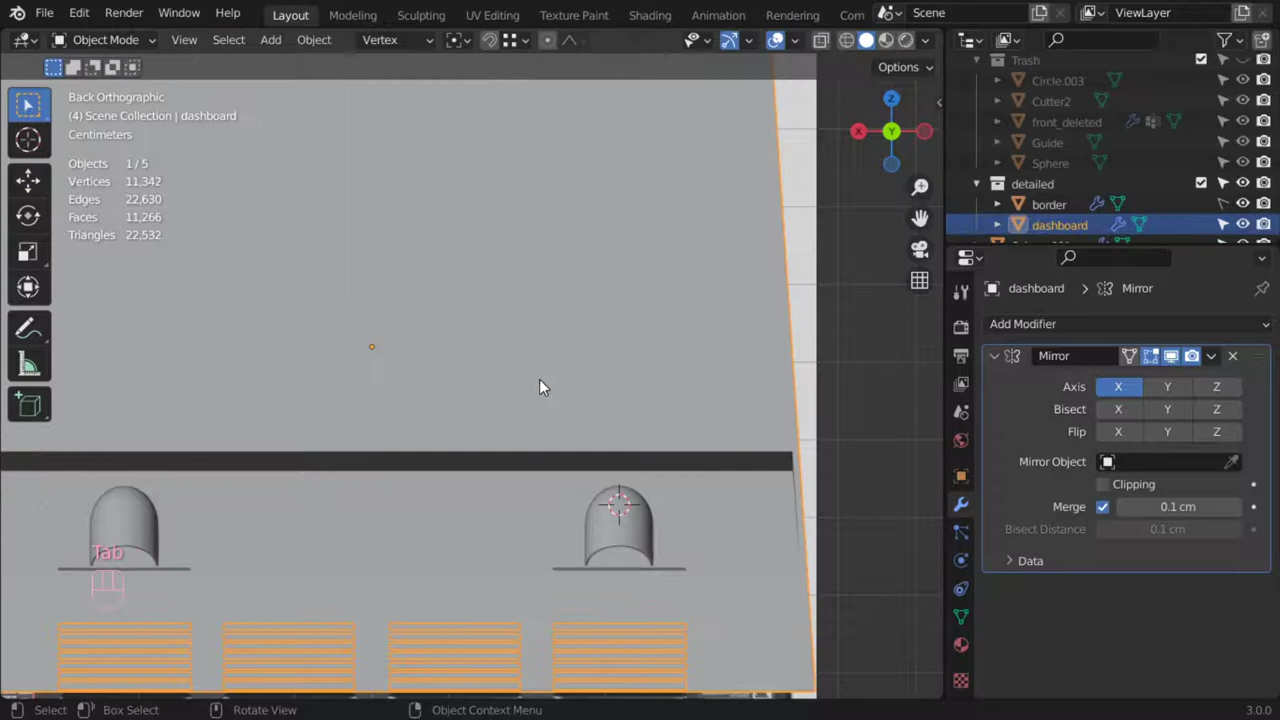 File Edit Render Window Help Layout Modeling Sculpting UV Editing Texture Paint Shading Animation Rendering Com Scene ViewLayer
Object Mode View Select Add Object Vertex
Options
Back Orthographic
(4) Scene Collection | dashboard
Centimeters
Objects 1 / 5
Vertices 11,342
Edges 22,630
Faces 11,266
Triangles 22,532
Z
X
Y
Tab
Trash
Circle.003
Cutter2
front_deleted
Guide
Sphere
detailed
border
dashboard
dashboard > Mirror
Add Modifier
Mirror
Axis X Y Z
Bisect X Y Z
Flip X Y Z
Mirror Object
Clipping
Merge 0.1 cm
Bisect Distance 0.1 cm
Data
Select Box Select Rotate View Object Context Menu 3.0.0